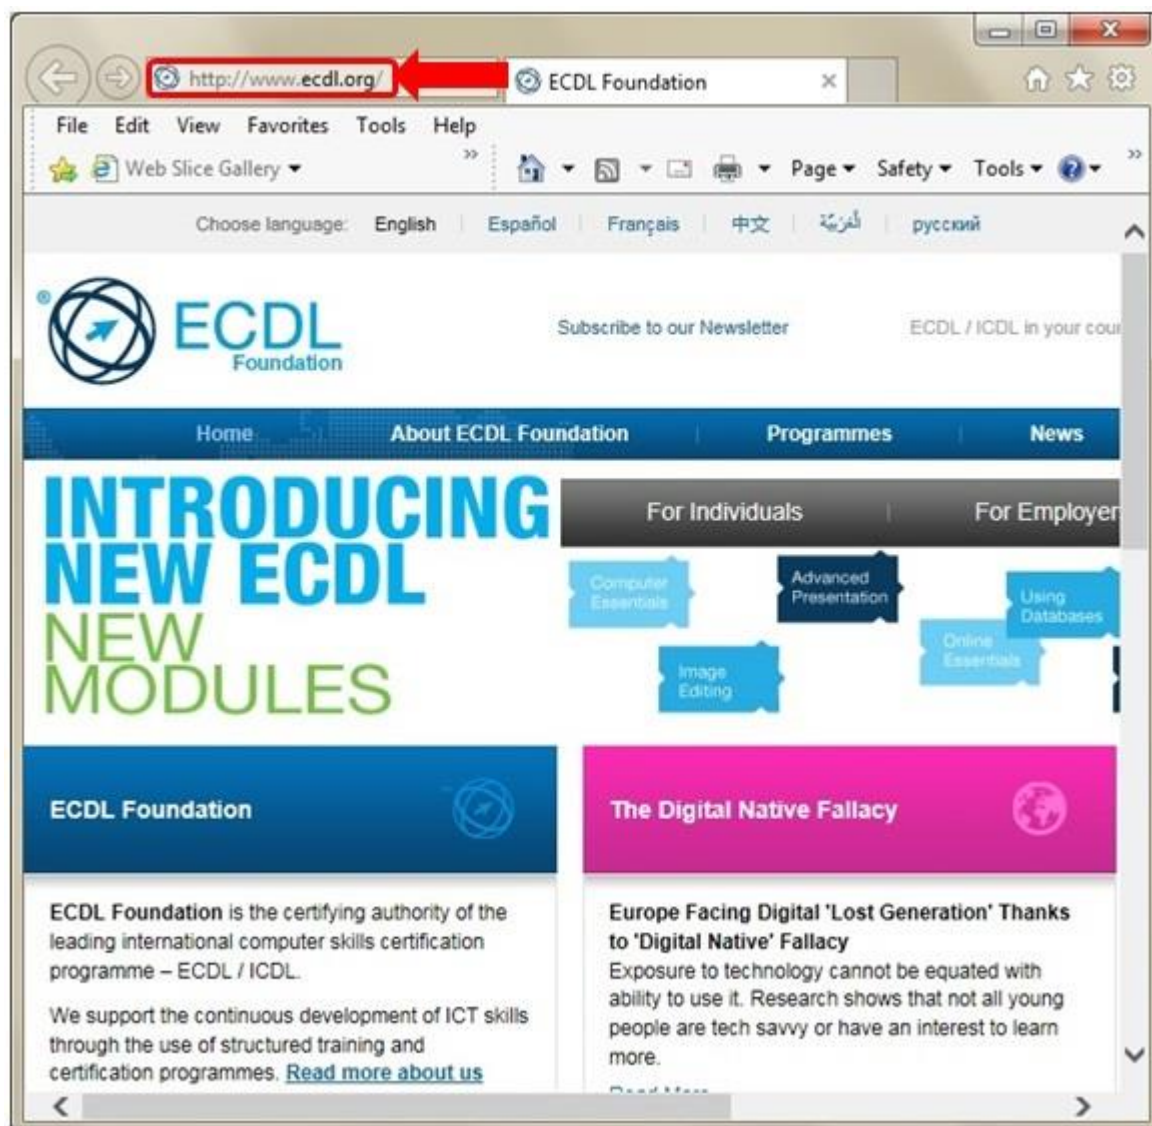 http://www.ecdl.org/
ECDL Foundation
File Edit View Favorites Tools Help
Web Slice Gallery
Page Safety Tools
Choose language: English Español Français 中文 русский
® ECDL
Foundation
Subscribe to our Newsletter
ECDL / ICDL in your cour
Home About ECDL Foundation Programmes News
INTRODUCING
NEW ECDL
NEW
MODULES
For Individuals For Employer
Computer
Essentials
Advanced
Presentation
Using
Databases
Online
Essentials
Image
Editing
ECDL Foundation
ECDL Foundation is the certifying authority of the
leading international computer skills certification
programme – ECDL / ICDL.
We support the continuous development of ICT skills
through the use of structured training and
certification programmes. Read more about us
The Digital Native Fallacy
Europe Facing Digital 'Lost Generation' Thanks
to 'Digital Native' Fallacy
Exposure to technology cannot be equated with
ability to use it. Research shows that not all young
people are tech savvy or have an interest to learn
more.
Read More